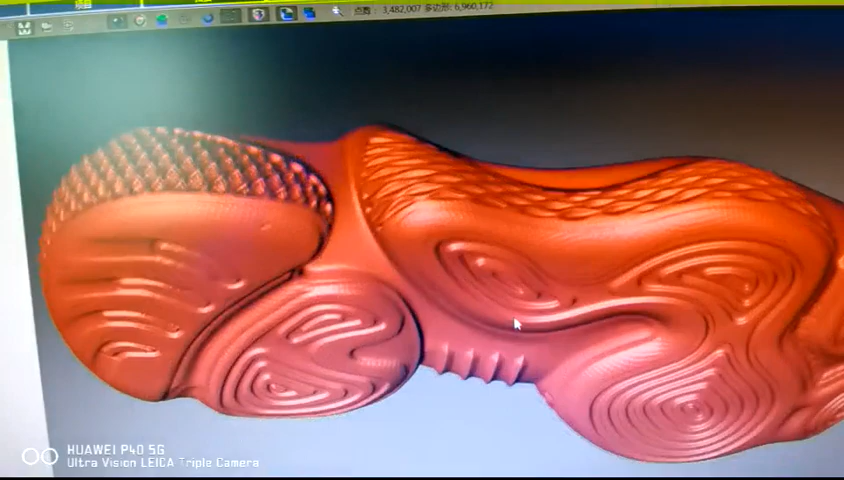 点数: 3,482,007 多边形: 6,960,172
HUAWEI P40 5G
Ultra Vision LEICA Triple Camera